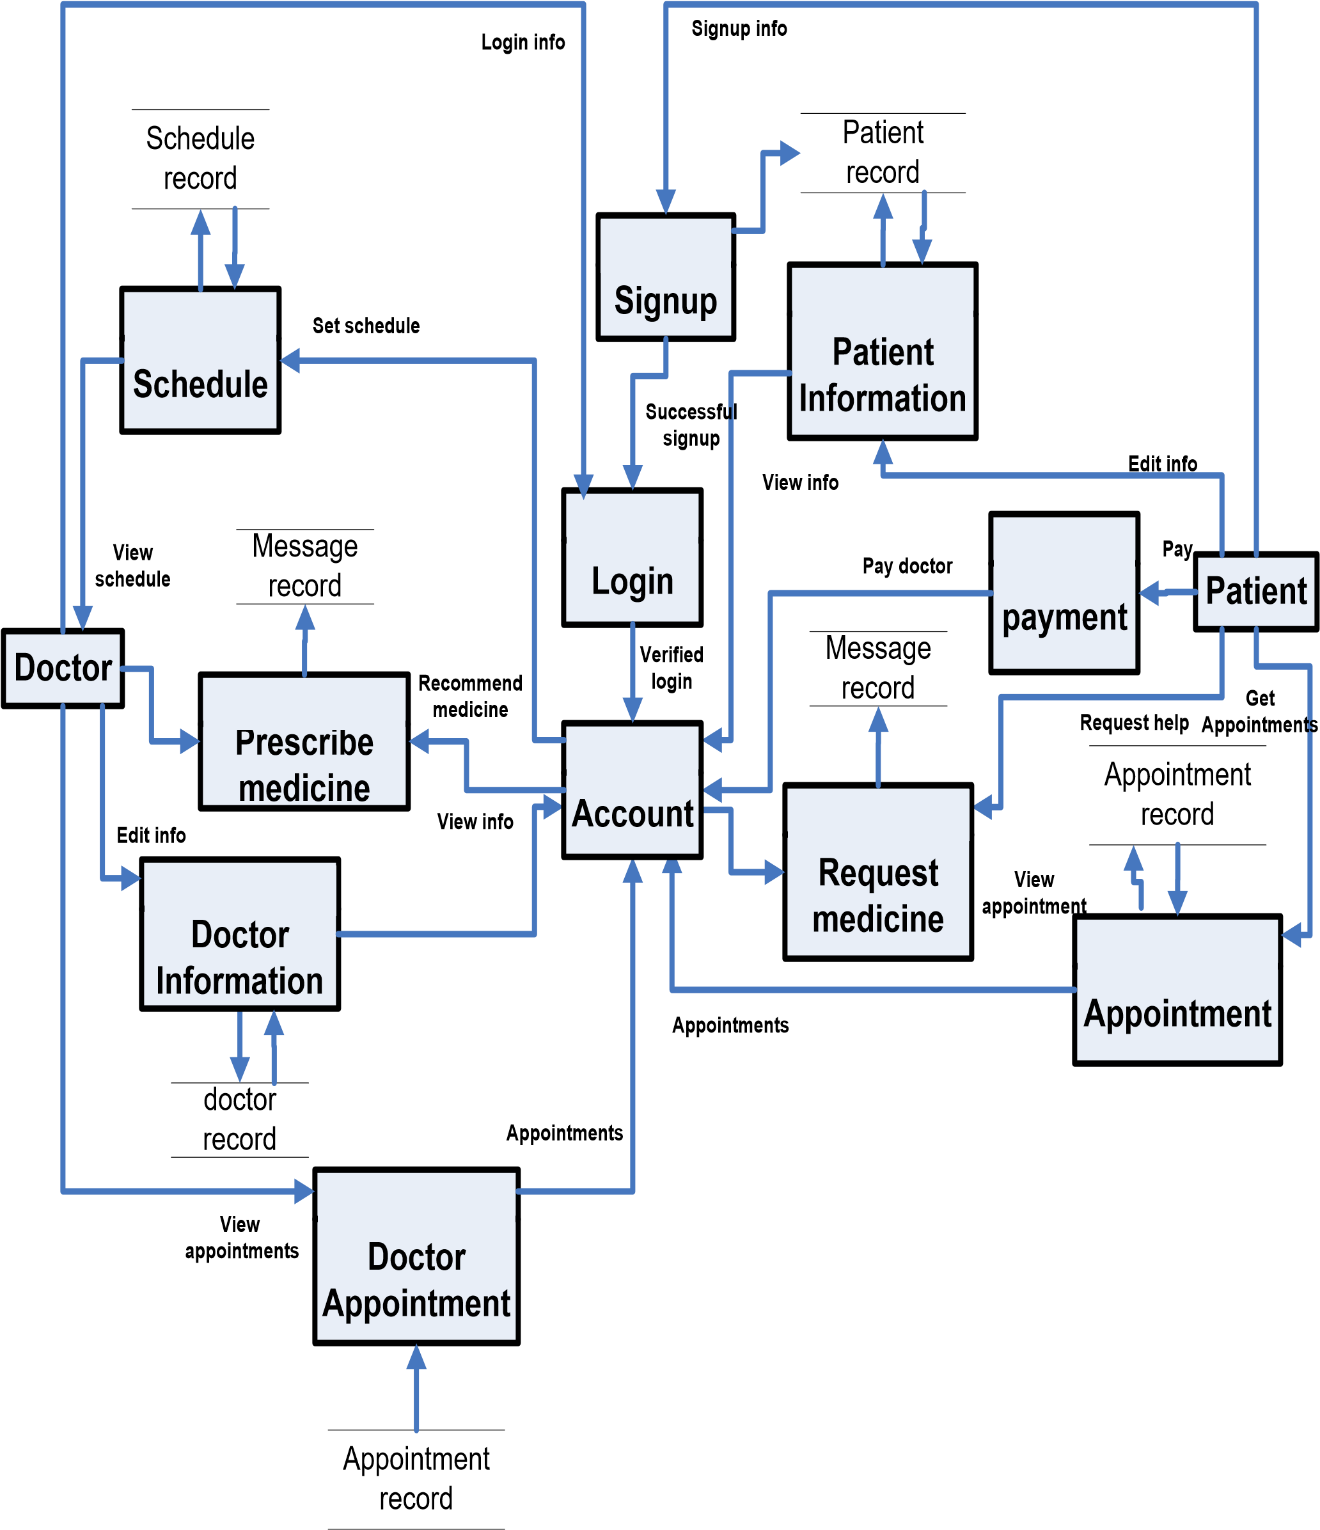 Login info
Signup info
Schedule
record
Patient
record
Signup
Set schedule
Schedule
Patient
Information
Successful
signup
View info
Edit info
Message
record
View
schedule
Login
Pay doctor
Pay
Patient
payment
Doctor
Message
record
Verified
login
Recommend
medicine
Get
Appointments
Request help
Prescribe
medicine
Appointment
record
Account
View info
Edit info
Request
medicine
View
appointment
Doctor
Information
Appointment
Appointments
doctor
record
Appointments
View
appointments
Doctor
Appointment
Appointment
record